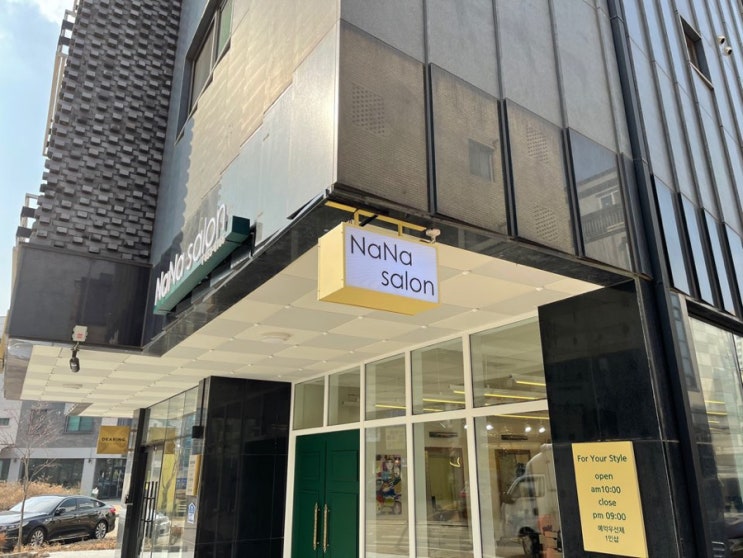 NaNa salon
NaNa
salon
DEARING
For Your Style
open
am10:00
close
pm 09:00
예약우선제
1인샵